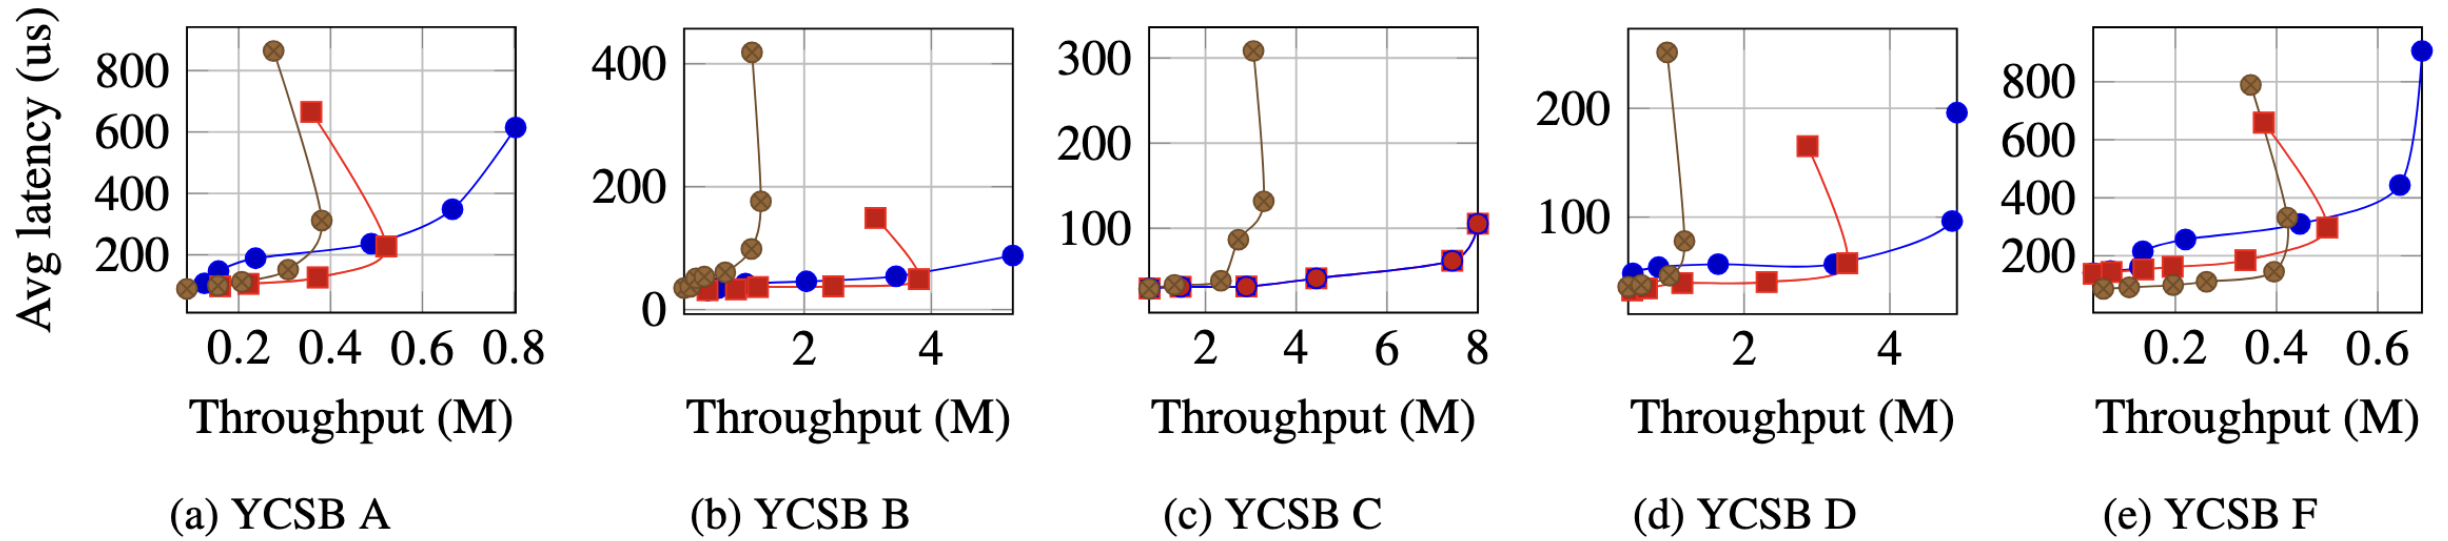 Avg latency (us)
800
600
400
200
0.2 0.4 0.6 0.8
Throughput (M)
(a) YCSB A
400
200
0
2 4
Throughput (M)
(b) YCSB B
300
200
100
2 4 6 8
Throughput (M)
(c) YCSB C
200
100
2 4
Throughput (M)
(d) YCSB D
800
600
400
200
0.2 0.4 0.6
Throughput (M)
(e) YCSB F